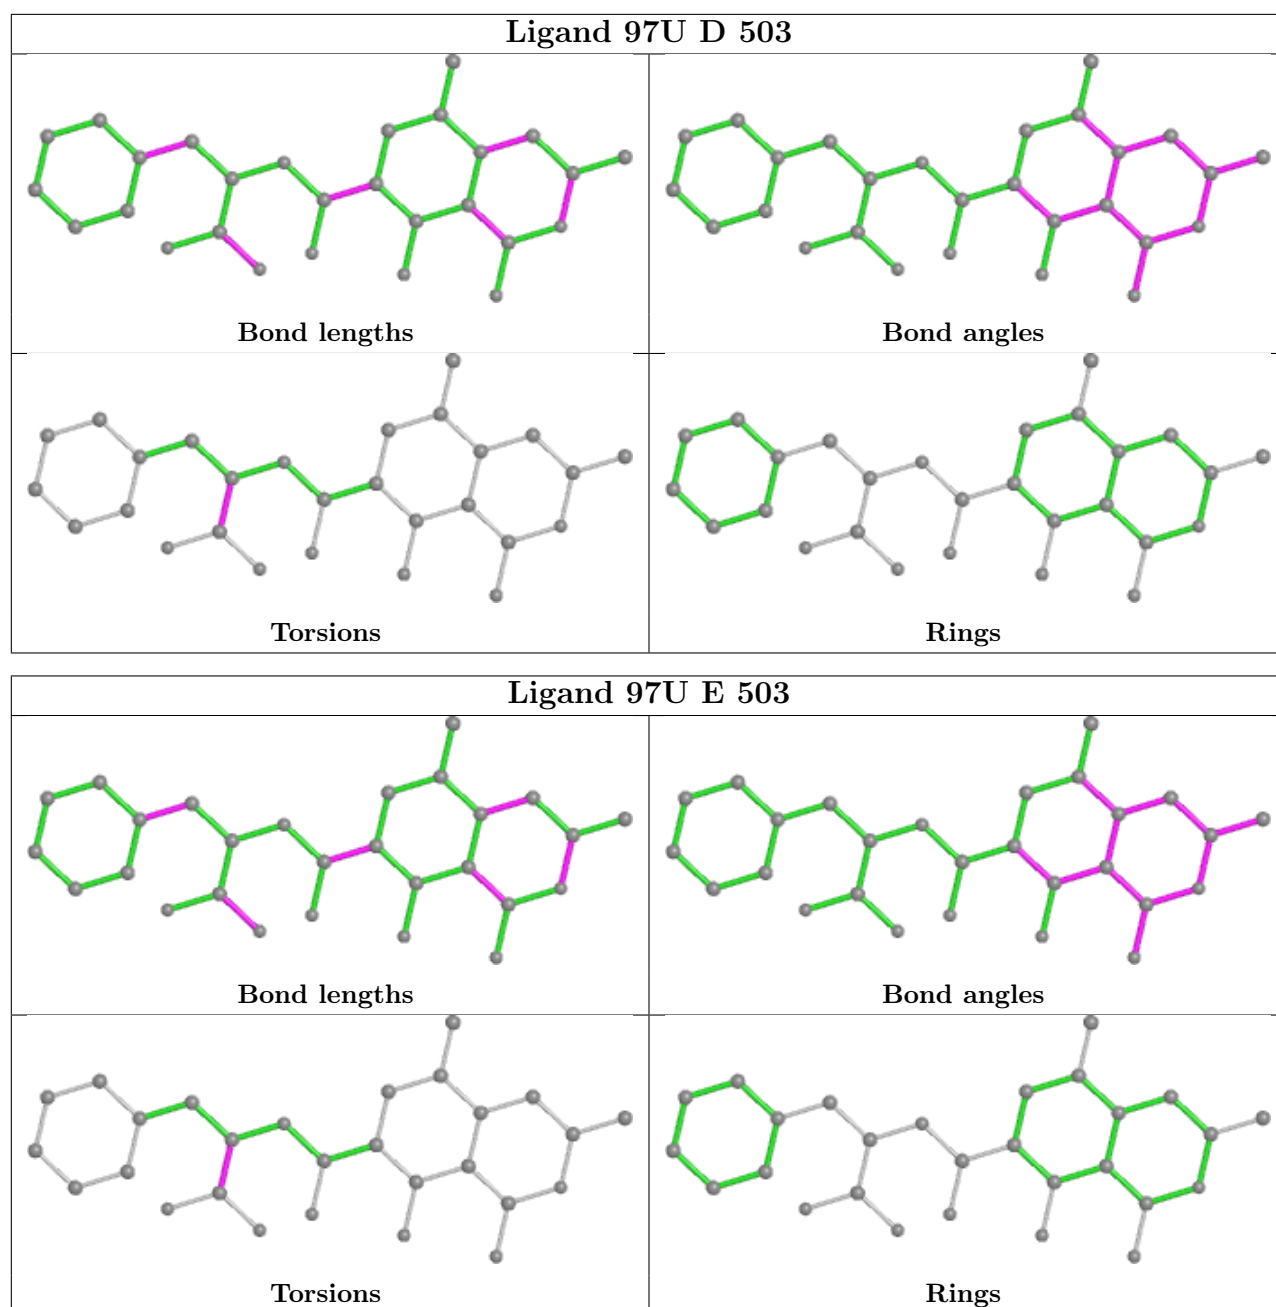 Ligand 97U D 503
Bond lengths
Bond angles
Torsions
Rings
Ligand 97U E 503
Bond lengths
Bond angles
Torsions
Rings